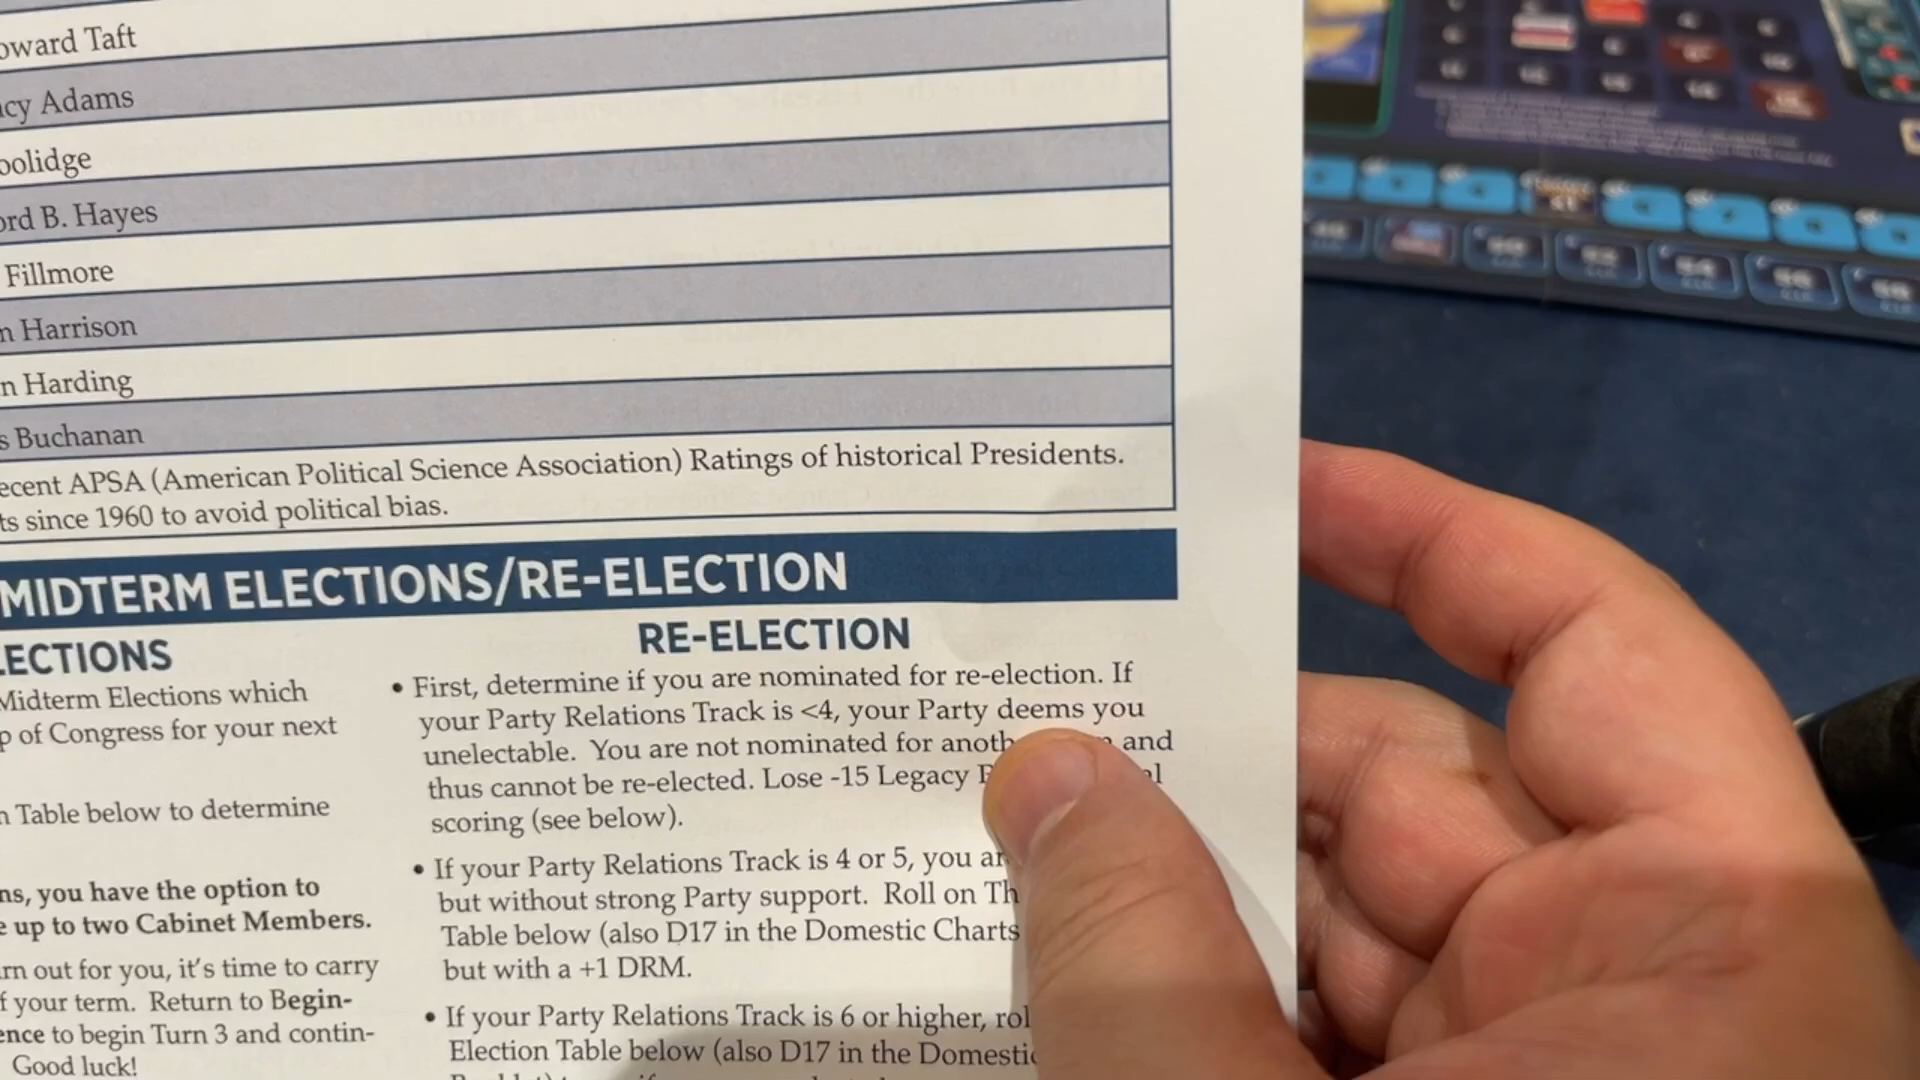 oward Taft
ncy Adams
oolidge
ord B. Hayes
Fillmore
n Harrison
n Harding
s Buchanan
ecent APSA (American Political Science Association) Ratings of historical Presidents.
ts since 1960 to avoid political bias.
MIDTERM ELECTIONS/RE-ELECTION
LECTIONS
Midterm Elections which
p of Congress for your next
n Table below to determine
ns, you have the option to
e up to two Cabinet Members.
rn out for you, it's time to carry
f your term. Return to Begin-
ence to begin Turn 3 and contin-
Good luck!
RE-ELECTION
• First, determine if you are nominated for re-election. If
your Party Relations Track is <4, your Party deems you
unelectable. You are not nominated for anoth and
thus cannot be re-elected. Lose -15 Legacy
scoring (see below).
• If your Party Relations Track is 4 or 5, you ar
but without strong Party support. Roll on Th
Table below (also D17 in the Domestic Charts
but with a +1 DRM.
• If your Party Relations Track is 6 or higher, rol
Election Table below (also D17 in the Domestic